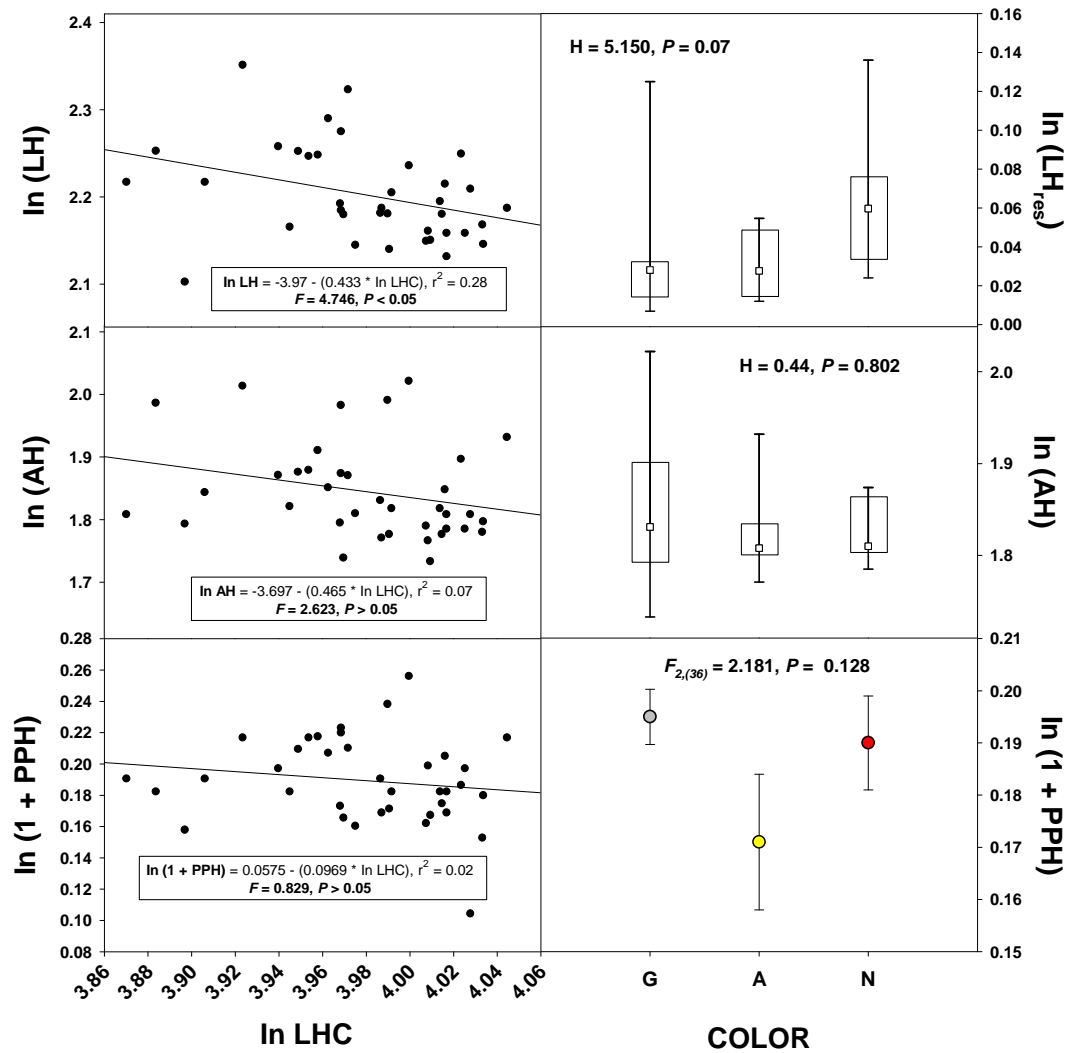 2.4
2.3
2.2
2.1
ln (LH)
ln LH = -3.97 - (0.433 * ln LHC), r2 = 0.28
F = 4.746, P < 0.05
H = 5.150, P = 0.07
0.16
0.14
0.12
0.10
0.08
0.06
0.04
0.02
0.00
ln (LHres)
2.1
2.0
1.9
1.8
1.7
ln (AH)
ln AH = -3.697 - (0.465 * ln LHC), r2 = 0.07
F = 2.623, P > 0.05
H = 0.44, P = 0.802
2.0
1.9
1.8
ln (AH)
0.28
0.26
0.24
0.22
0.20
0.18
0.16
0.14
0.12
0.10
0.08
ln (1 + PPH)
ln (1 + PPH) = 0.0575 - (0.0969 * ln LHC), r2 = 0.02
F = 0.829, P > 0.05
F2,(36) = 2.181, P = 0.128
0.21
0.20
0.19
0.18
0.17
0.16
0.15
ln (1 + PPH)
3.86 3.88 3.90 3.92 3.94 3.96 3.98 4.00 4.02 4.04 4.06
G A N
ln LHC
COLOR